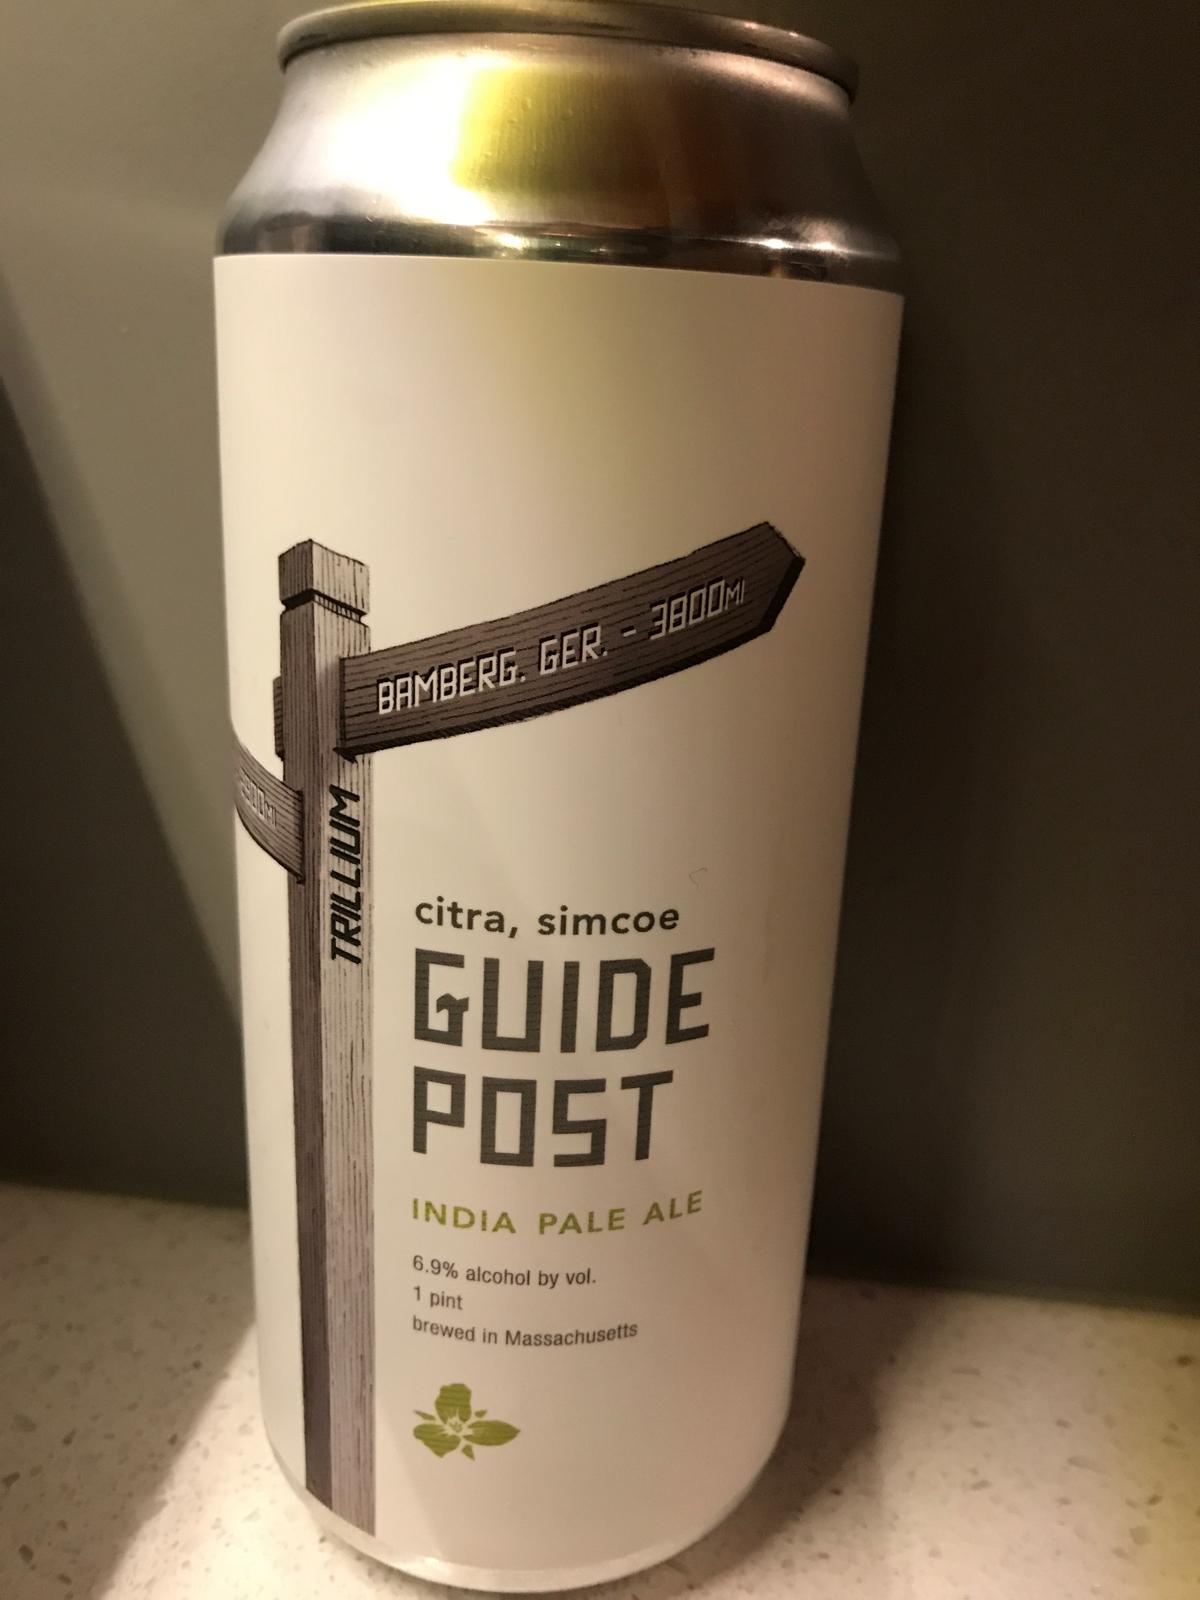 BAMBERG. GER. - 3800MI
TRILLIUM
citra, simcoe
GUIDE
POST
INDIA PALE ALE
6.9% alcohol by vol.
1 pint
brewed in Massachusetts